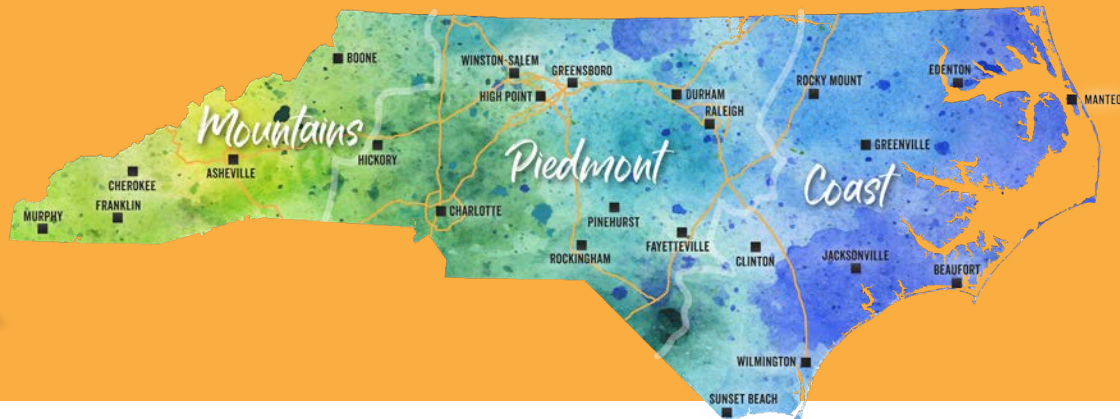 BOONE
WINSTON-SALEM
GREENSBORO
HIGH POINT
DURHAM
RALEIGH
ROCKY MOUNT
EDENTON
MANTEO
Mountains
HICKORY
ASHEVILLE
CHEROKEE
FRANKLIN
MURPHY
Piedmont
Coast
GREENVILLE
CHARLOTTE
PINEHURST
ROCKINGHAM
FAYETTEVILLE
CLINTON
JACKSONVILLE
BEAUFORT
WILMINGTON
SUNSET BEACH